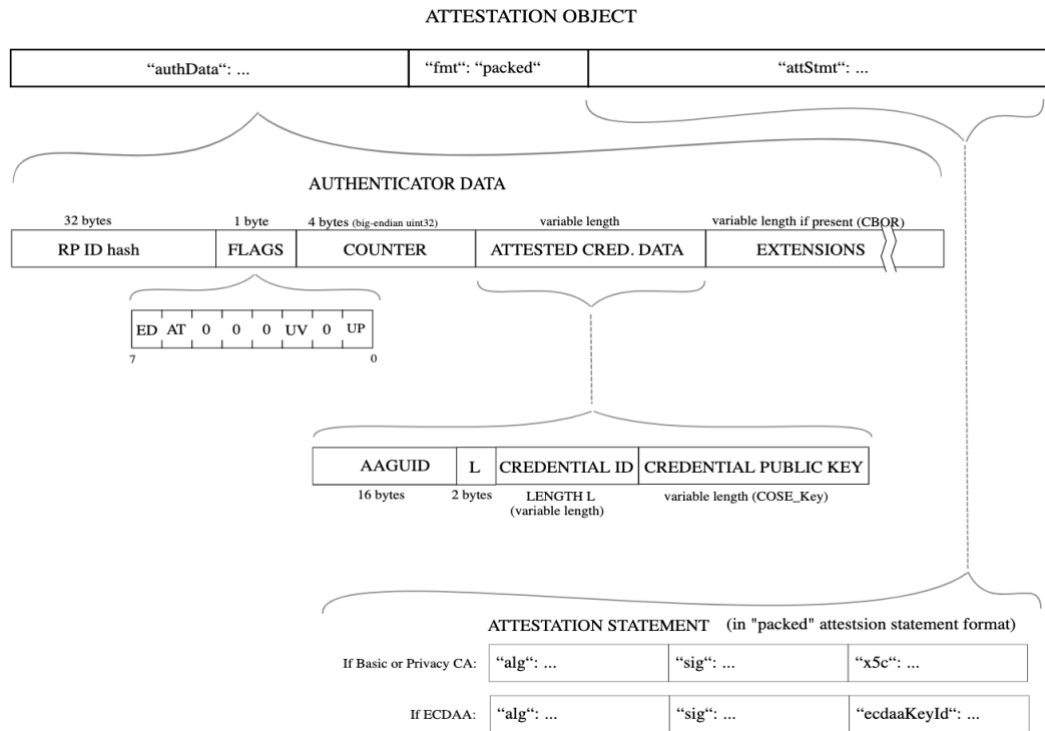 ATTESTATION OBJECT
“authData“: ... “fmt“: “packed“ “attStmt“: ...
AUTHENTICATOR DATA
32 bytes 1 byte 4 bytes (big-endian uint32) variable length variable length if present (CBOR)
RP ID hash FLAGS COUNTER ATTESTED CRED. DATA EXTENSIONS
ED AT 0 0 0 UV 0 UP
7 0
AAGUID L CREDENTIAL ID CREDENTIAL PUBLIC KEY
16 bytes 2 bytes LENGTH L variable length (COSE_Key)
(variable length)
ATTESTATION STATEMENT (in "packed" attestsion statement format)
If Basic or Privacy CA: “alg“: ... “sig“: ... “x5c“: ...
If ECDAA: “alg“: ... “sig“: ... “ecdaaKeyId“: ...